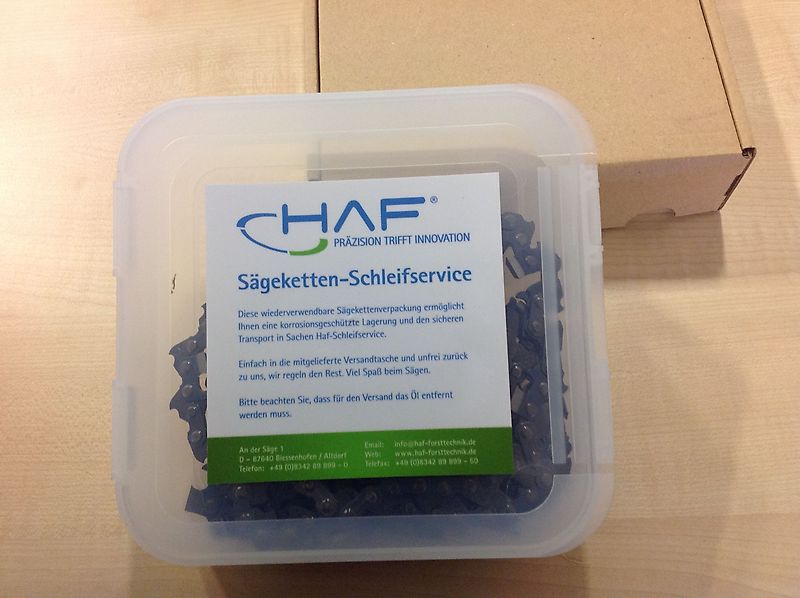 HAF®
PRÄZISION TRIFFT INNOVATION
Sägeketten-Schleifservice
Diese wiederverwendbare Sägekettenverpackung ermöglicht
Ihnen eine korrosionsgeschützte Lagerung und den sicheren
Transport in Sachen Haf-Schleifservice.
Einfach in die mitgelieferte Versandtasche und unfrei zurück
zu uns, wir regeln den Rest. Viel Spaß beim Sägen.
Bitte beachten Sie, dass für den Versand das Öl entfernt
werden muss.
An der Säge 1
D – 87640 Biessenhofen / Altdorf
Telefon: +49 (0)8342 89 899 – 0
Email: info@haf-forsttechnik.de
Web: www.haf-forsttechnik.de
Telefax: +49 (0)8342 89 899 – 50